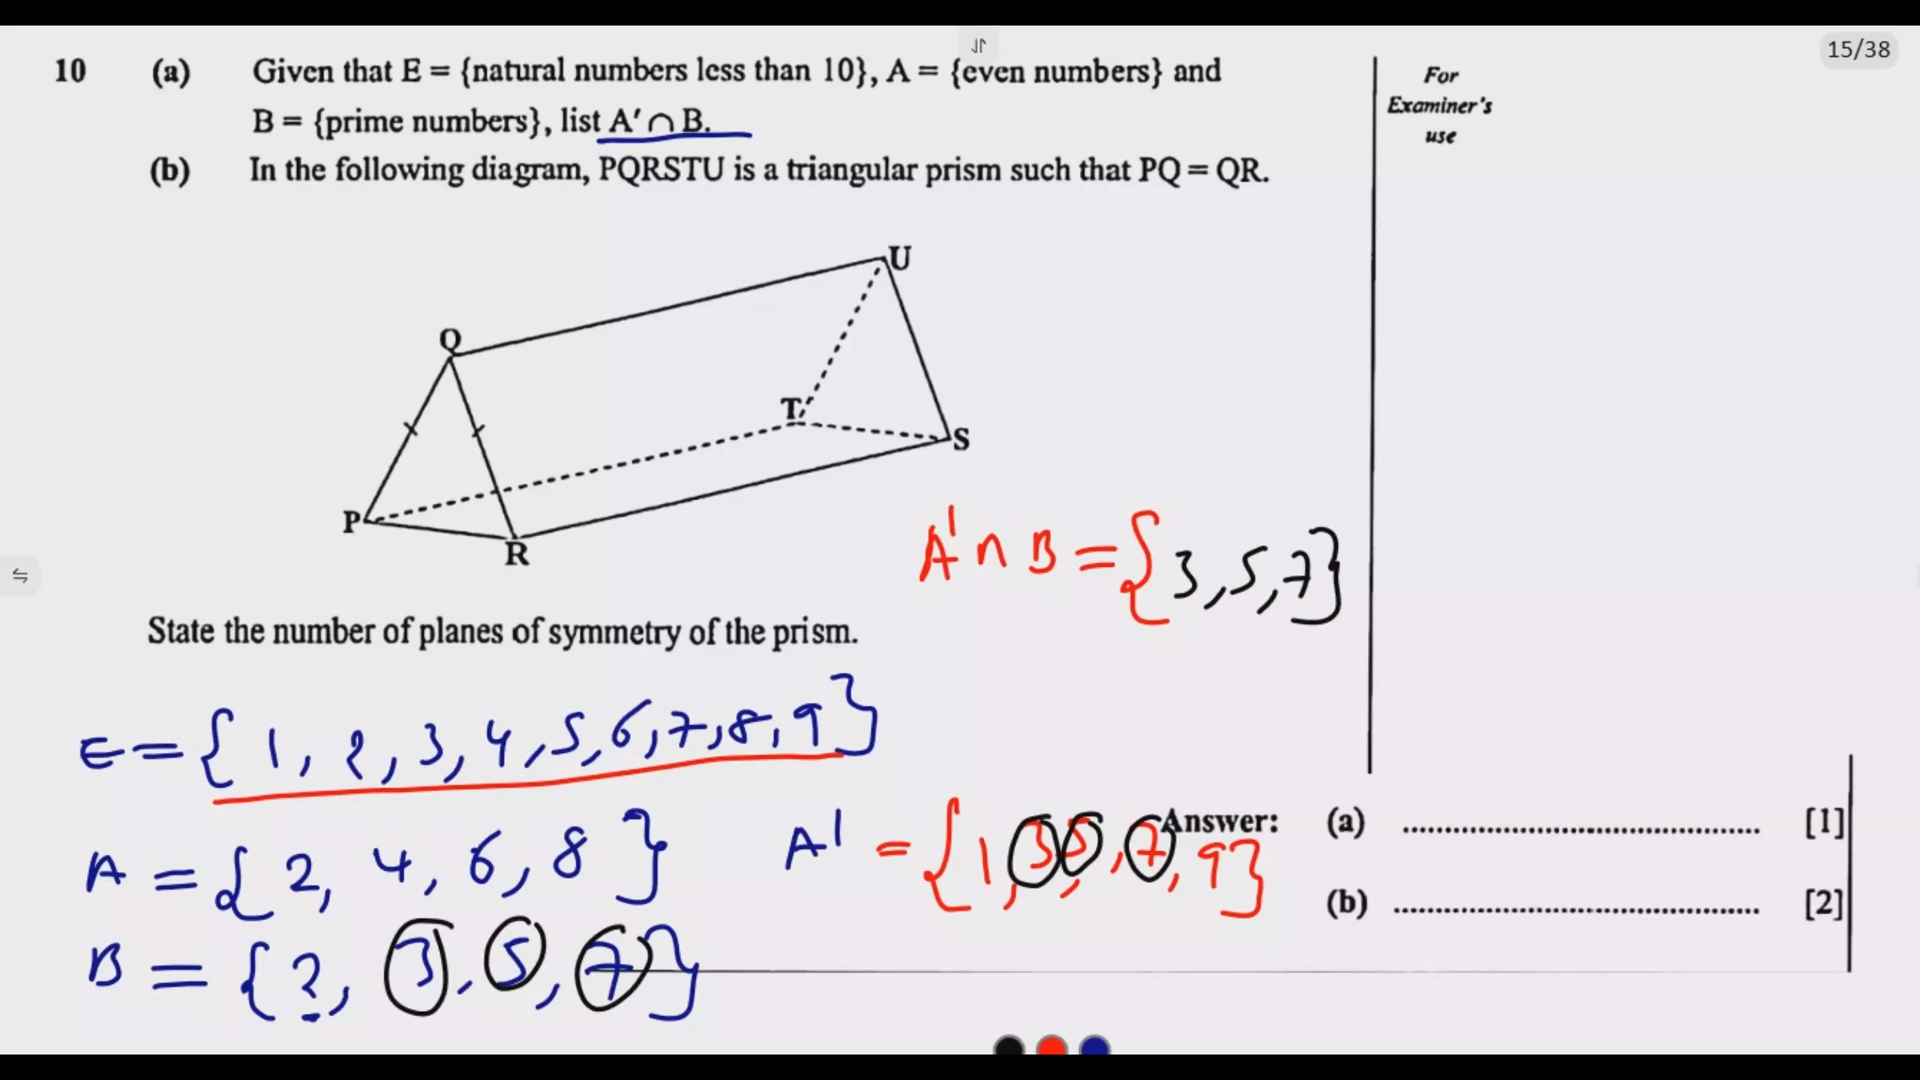 15/38
10 (a) Given that E = {natural numbers less than 10}, A = {even numbers} and
B = {prime numbers}, list A′ ∩ B.
(b) In the following diagram, PQRSTU is a triangular prism such that PQ = QR.
For
Examiner's
use
U
Q
T
S
P
R
A' ∩ B = {3, 5, 7}
State the number of planes of symmetry of the prism.
E = {1, 2, 3, 4, 5, 6, 7, 8, 9}
A = {2, 4, 6, 8}
A' = {1, 3, 5, 7, 9}
B = {2, 3, 5, 7}
Answer: (a) ................................................ [1]
(b) ................................................ [2]